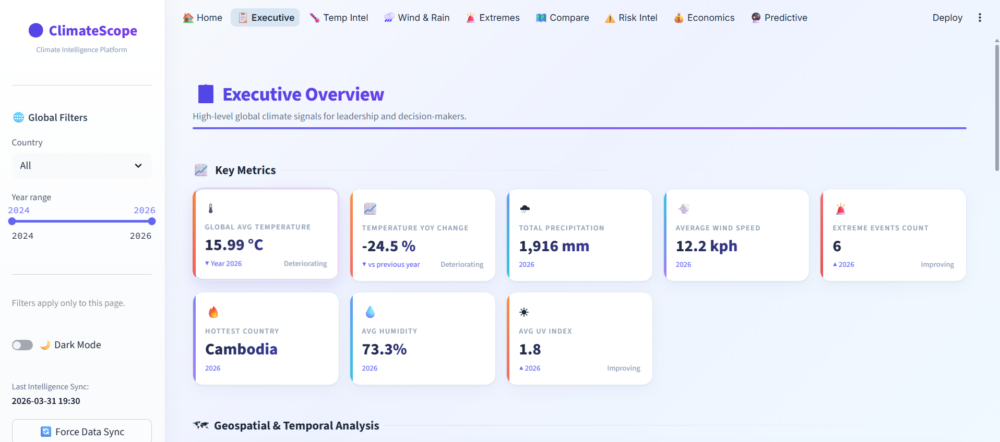 ClimateScope
Climate Intelligence Platform
Global Filters
Country
All
Year range
2024 2026
2024 2026
Filters apply only to this page.
Dark Mode
Last Intelligence Sync:
2026-03-31 19:30
Force Data Sync
Home Executive Temp Intel Wind & Rain Extremes Compare Risk Intel Economics Predictive Deploy
Executive Overview
High-level global climate signals for leadership and decision-makers.
Key Metrics
GLOBAL AVG TEMPERATURE
15.99 °C
▼ Year 2026 Deteriorating
TEMPERATURE YOY CHANGE
-24.5 %
▼ vs previous year Deteriorating
TOTAL PRECIPITATION
1,916 mm
2026
AVERAGE WIND SPEED
12.2 kph
2026
EXTREME EVENTS COUNT
6
▲ 2026 Improving
HOTTEST COUNTRY
Cambodia
2026
AVG HUMIDITY
73.3%
2026
AVG UV INDEX
1.8
▲ 2026 Improving
Geospatial & Temporal Analysis